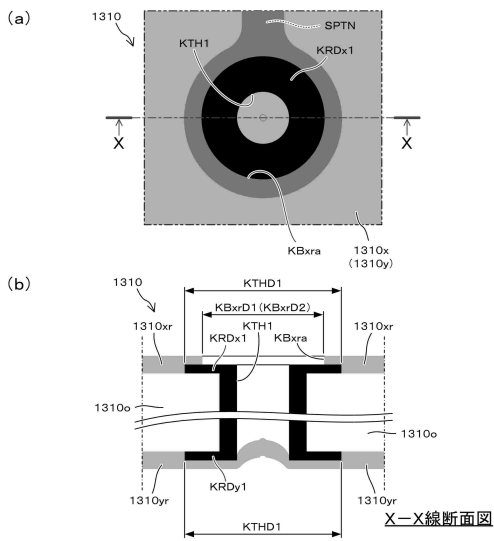 (a)
1310
SPTN
KTH1
KRDx1
X
X
KBxra
1310x
(1310y)
(b)
1310
KTHD1
KBxrD1(KBxrD2)
1310xr
KTH1
KBxra
1310xr
KRDx1
1310o
1310o
KRDy1
1310yr
1310yr
KTHD1
X－X線断面図